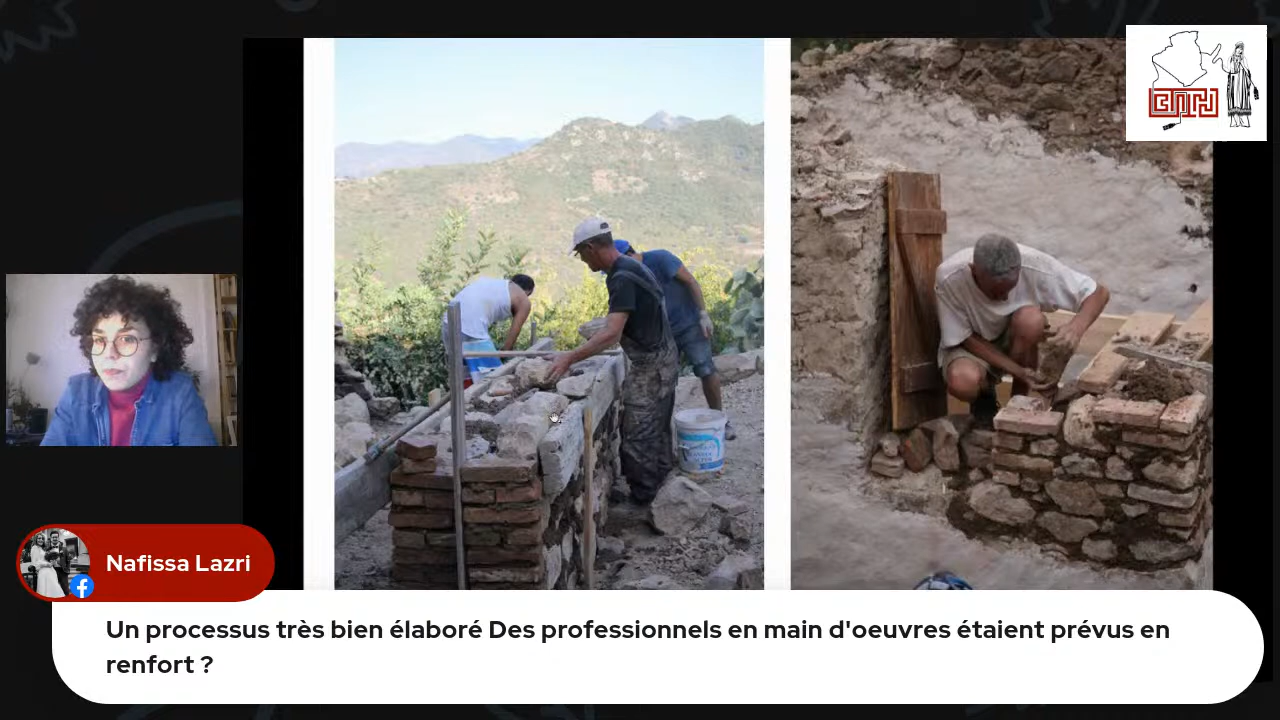 Nafissa Lazri
Un processus très bien élaboré Des professionnels en main d'oeuvres étaient prévus en
renfort ?